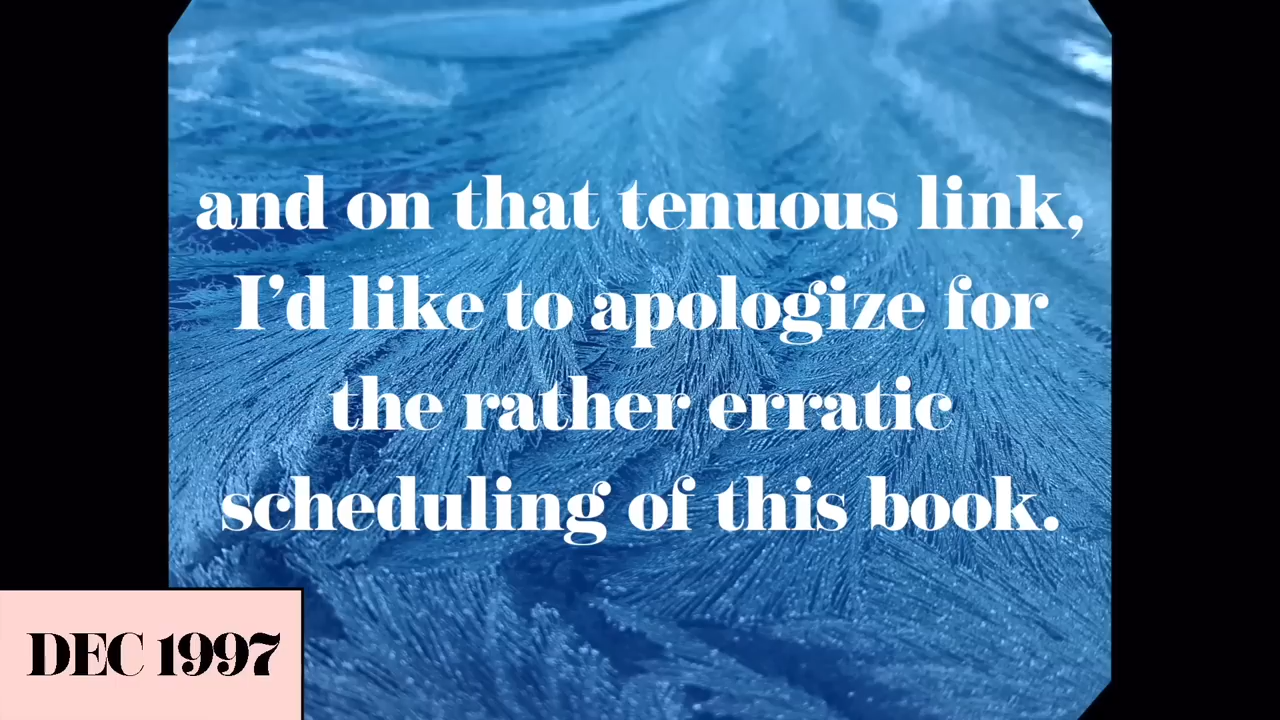 and on that tenuous link,
I’d like to apologize for
the rather erratic
scheduling of this book.
DEC 1997